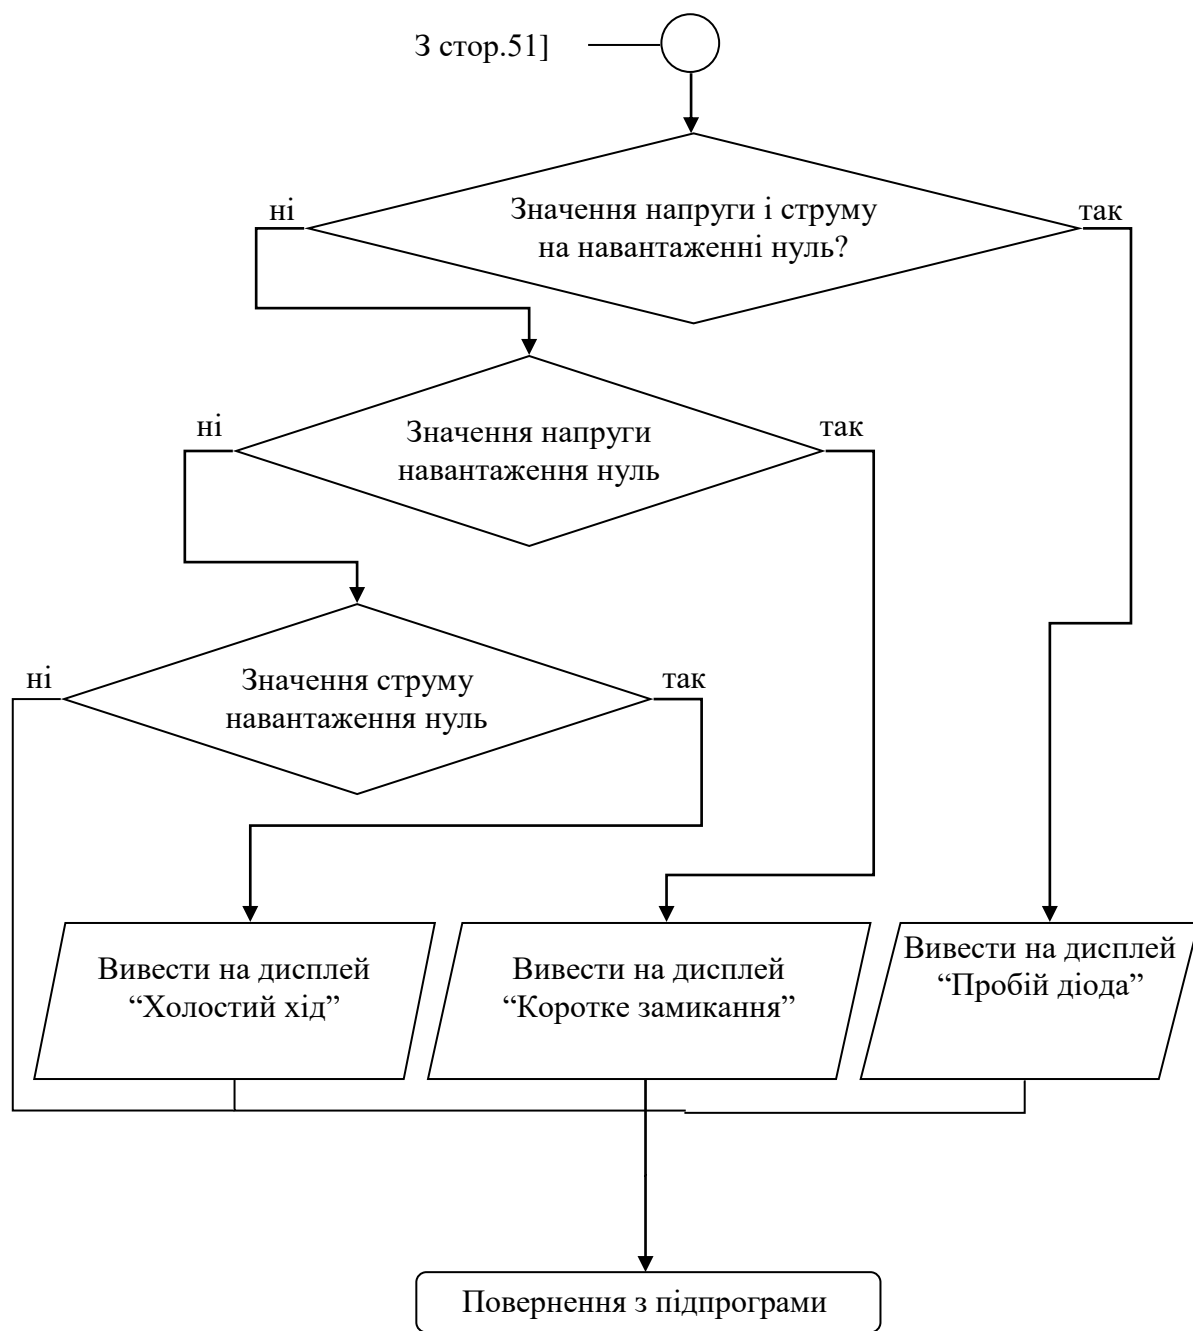 З стор.51]
Значення напруги і струму
на навантаженні нуль?
ні
так
Значення напруги
навантаження нуль
ні
так
Значення струму
навантаження нуль
ні
так
Вивести на дисплей
“Холостий хід”
Вивести на дисплей
“Коротке замикання”
Вивести на дисплей
“Пробій діода”
Повернення з підпрограми